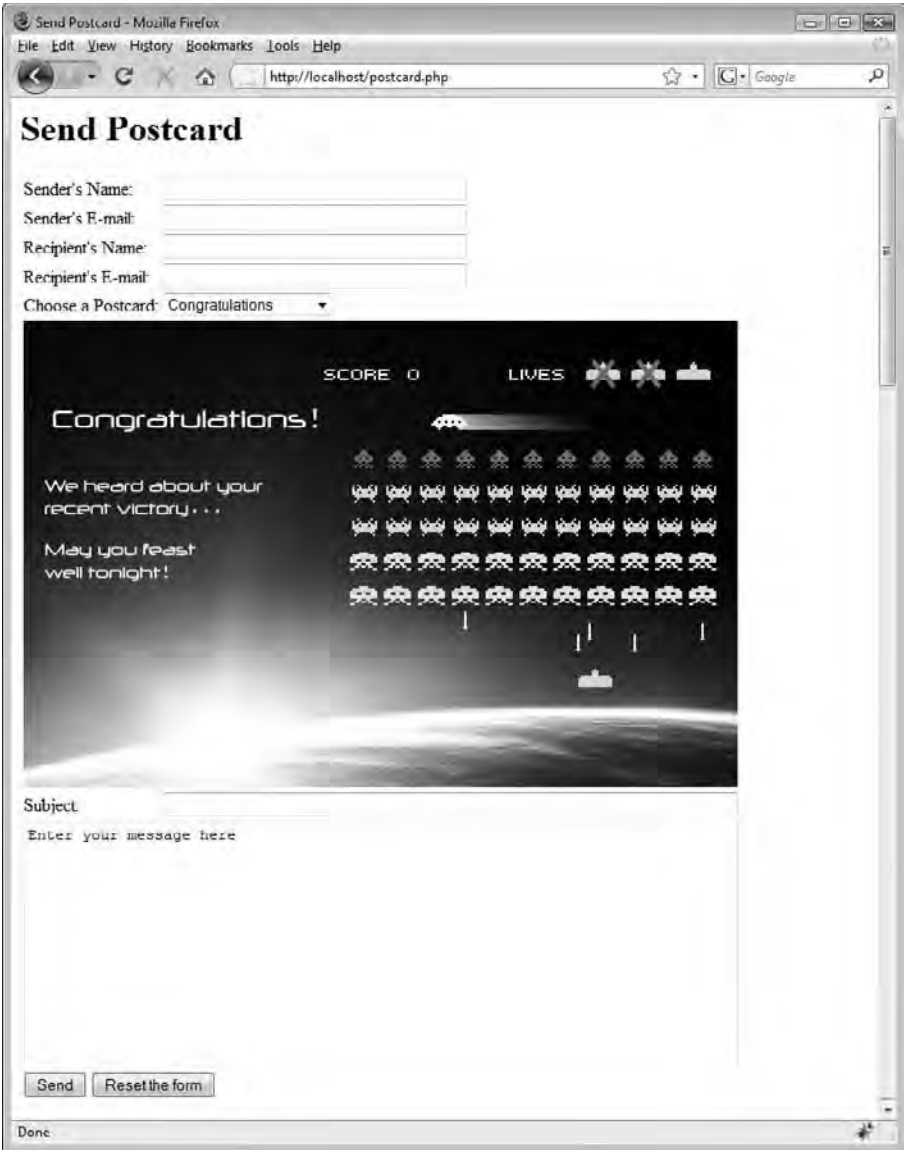 Send Postcard - Mozilla Firefox
File Edit View History Bookmarks Tools Help
http://localhost/postcard.php
G Google
Send Postcard
Sender's Name:
Sender's E-mail:
Recipient's Name:
Recipient's E-mail:
Choose a Postcard: Congratulations
SCORE 0 LIVES
Congratulations!
We heard about your
recent victory...
May you feast
well tonight!
Subject:
Enter your message here
Send Reset the form
Done